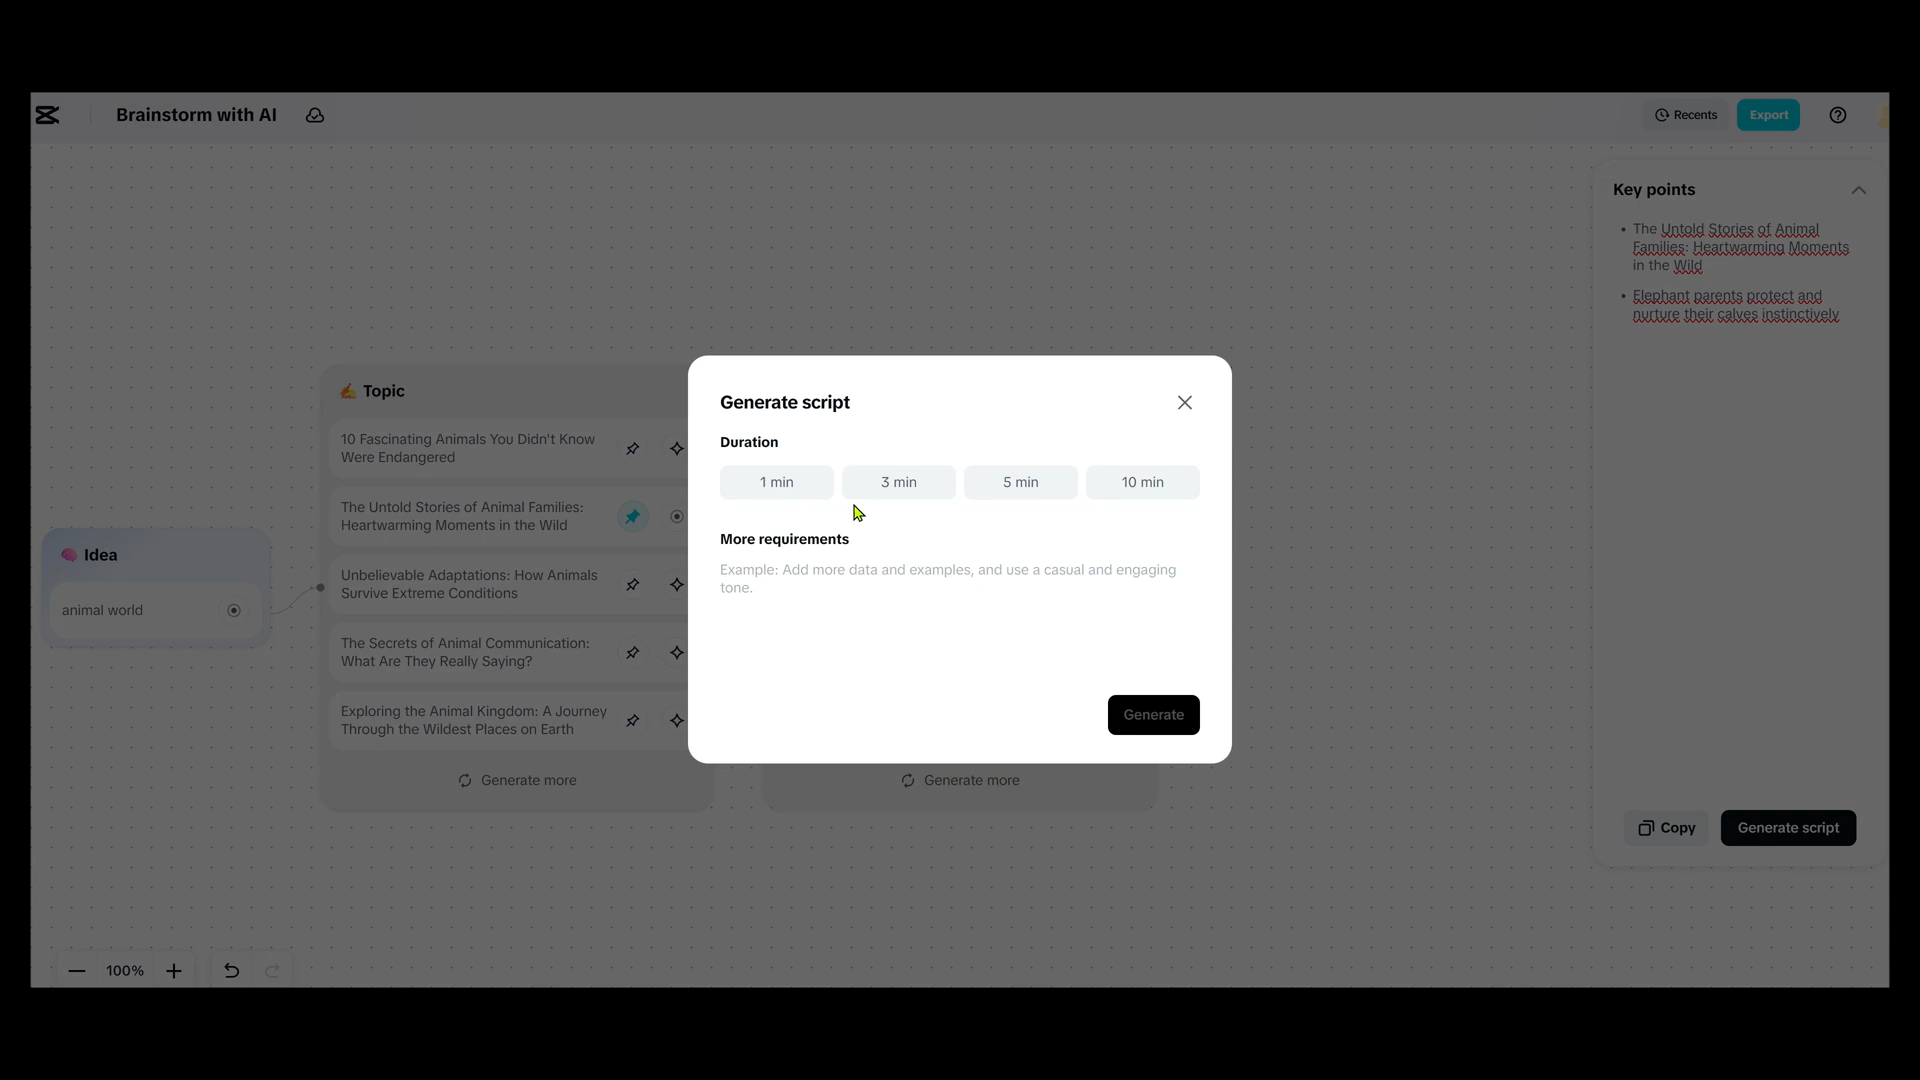 Brainstorm with AI
Recents
Export
Key points
• The Untold Stories of Animal
Families: Heartwarming Moments
in the Wild
• Elephant parents protect and
nurture their calves instinctively
Copy
Generate script
Idea
animal world
Topic
10 Fascinating Animals You Didn't Know
Were Endangered
The Untold Stories of Animal Families:
Heartwarming Moments in the Wild
Unbelievable Adaptations: How Animals
Survive Extreme Conditions
The Secrets of Animal Communication:
What Are They Really Saying?
Exploring the Animal Kingdom: A Journey
Through the Wildest Places on Earth
Generate more
Generate more
Generate script
Duration
1 min
3 min
5 min
10 min
More requirements
Example: Add more data and examples, and use a casual and engaging
tone.
Generate
100%